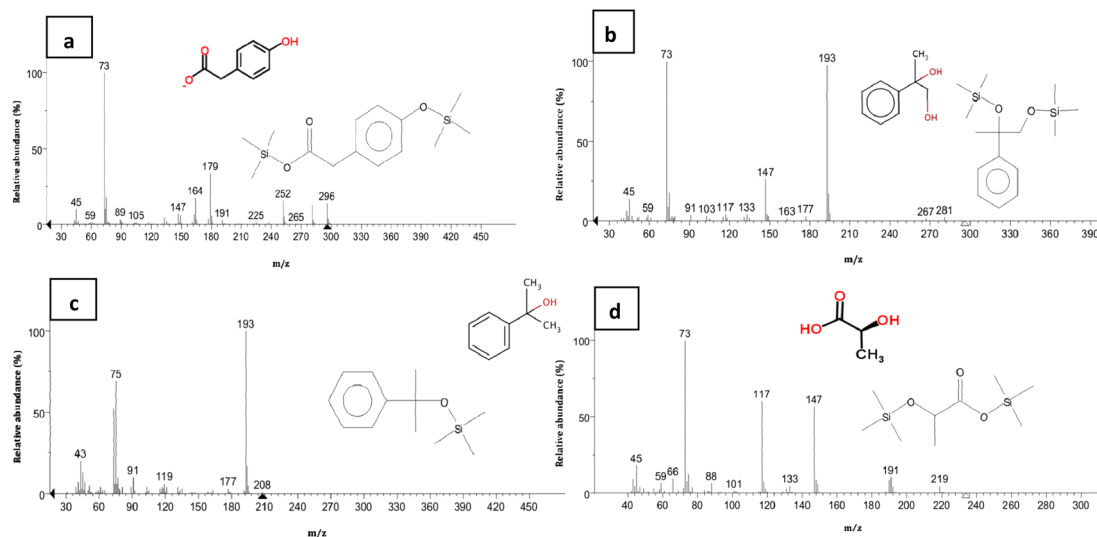 a
O
OH
O-
O
O
Si
Si
O
Relative abundance (%)
100
50
0
73
45
59
89
105
147
164
179
191
225
252
265
296
30 60 90 120 150 180 210 240 270 300 330 360 390 420 450
m/z
b
CH3
OH
OH
Si
O
O
Si
Relative abundance (%)
100
50
0
73
193
45
59
91
103
117
133
147
163
177
267
281
30 60 90 120 150 180 210 240 270 300 330 360 390
m/z
c
CH3
OH
CH3
O
Si
Relative abundance (%)
100
50
0
75
193
43
91
119
177
208
30 60 90 120 150 180 210 240 270 300 330 360 390 420 450
m/z
d
O
HO
OH
CH3
O
O
Si
Si
O
Relative abundance (%)
100
50
0
73
117
147
45
59
66
88
101
133
191
219
40 60 80 100 120 140 160 180 200 220 240 260 280 300
m/z